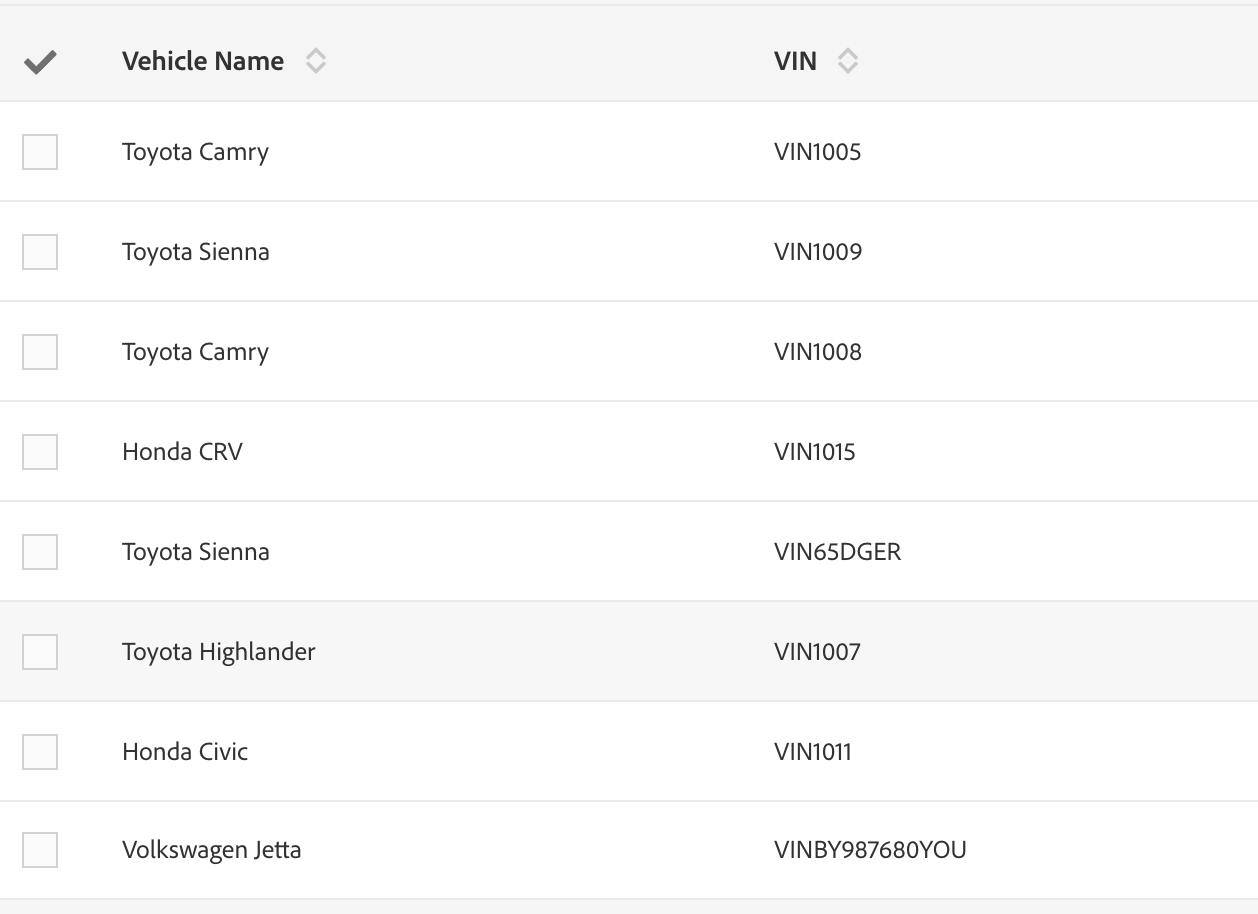 Vehicle Name VIN
Toyota Camry VIN1005
Toyota Sienna VIN1009
Toyota Camry VIN1008
Honda CRV VIN1015
Toyota Sienna VIN65DGER
Toyota Highlander VIN1007
Honda Civic VIN1011
Volkswagen Jetta VINBY987680YOU